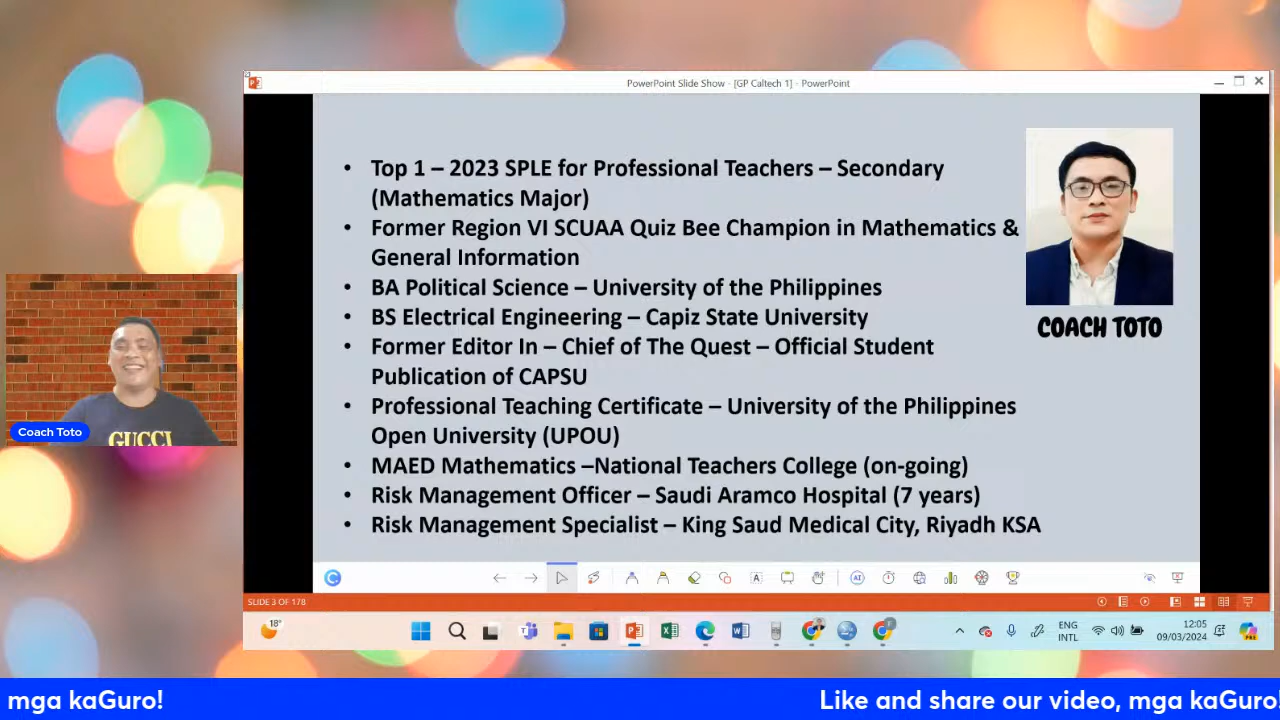 PowerPoint Slide Show - [GP Caltech 1] - PowerPoint
• Top 1 – 2023 SPLE for Professional Teachers – Secondary
(Mathematics Major)
• Former Region VI SCUAA Quiz Bee Champion in Mathematics &
General Information
• BA Political Science – University of the Philippines
• BS Electrical Engineering – Capiz State University
• Former Editor In – Chief of The Quest – Official Student
Publication of CAPSU
• Professional Teaching Certificate – University of the Philippines
Open University (UPOU)
• MAED Mathematics –National Teachers College (on-going)
• Risk Management Officer – Saudi Aramco Hospital (7 years)
• Risk Management Specialist – King Saud Medical City, Riyadh KSA
COACH TOTO
Coach Toto
GUCCI
AI
SLIDE 3 OF 178
18°
ENG
INTL
12:05
09/03/2024
mga kaGuro!
Like and share our video, mga kaGuro!